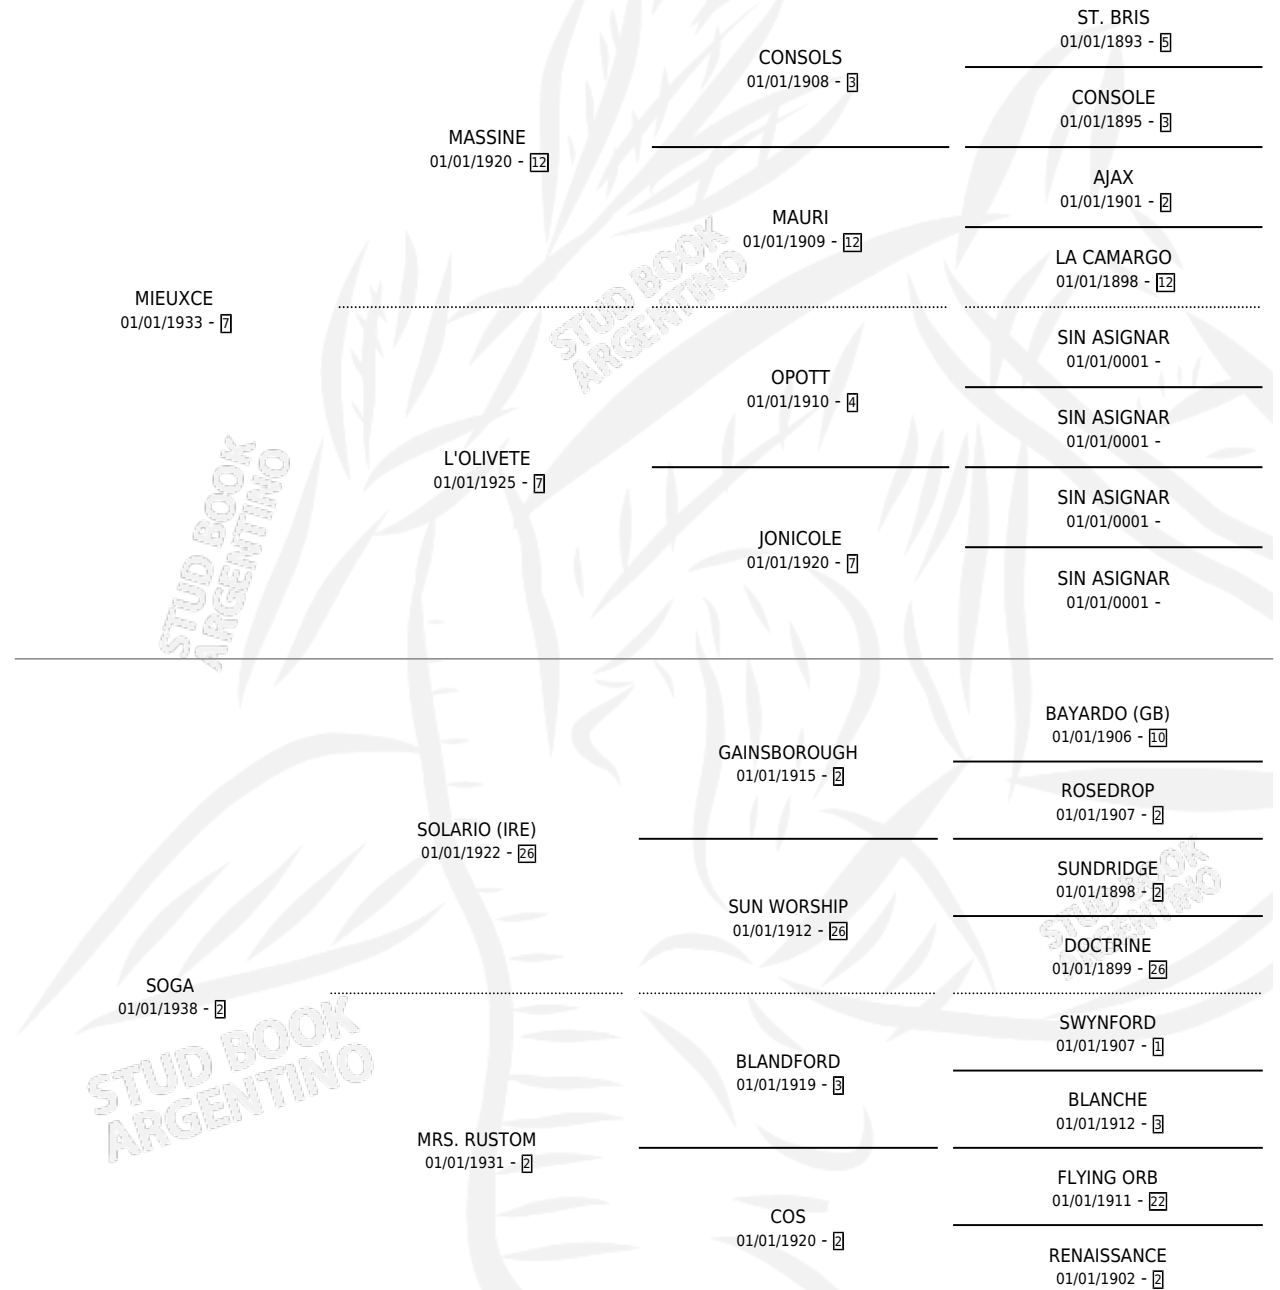 ST. BRIS
01/01/1893 - 5
CONSOLS
01/01/1908 - 3
CONSOLE
01/01/1895 - 3
MASSINE
01/01/1920 - 12
AJAX
01/01/1901 - 2
MAURI
01/01/1909 - 12
LA CAMARGO
01/01/1898 - 12
MIEUXCE
01/01/1933 - 7
SIN ASIGNAR
01/01/0001 -
OPOTT
01/01/1910 - 4
SIN ASIGNAR
01/01/0001 -
L'OLIVETE
01/01/1925 - 7
SIN ASIGNAR
01/01/0001 -
JONICOLE
01/01/1920 - 7
SIN ASIGNAR
01/01/0001 -
BAYARDO (GB)
01/01/1906 - 10
GAINSBOROUGH
01/01/1915 - 2
ROSEDROP
01/01/1907 - 2
SOLARIO (IRE)
01/01/1922 - 26
SUNDRIDGE
01/01/1898 - 2
SUN WORSHIP
01/01/1912 - 26
DOCTRINE
01/01/1899 - 26
SOGA
01/01/1938 - 2
SWYNFORD
01/01/1907 - 1
BLANDFORD
01/01/1919 - 3
BLANCHE
01/01/1912 - 3
MRS. RUSTOM
01/01/1931 - 2
FLYING ORB
01/01/1911 - 22
COS
01/01/1920 - 2
RENAISSANCE
01/01/1902 - 2
STUD BOOK
ARGENTINO
STUD BOOK
ARGENTINO
STUD BOOK
ARGENTINO
STUD BOOK
ARGENTINO